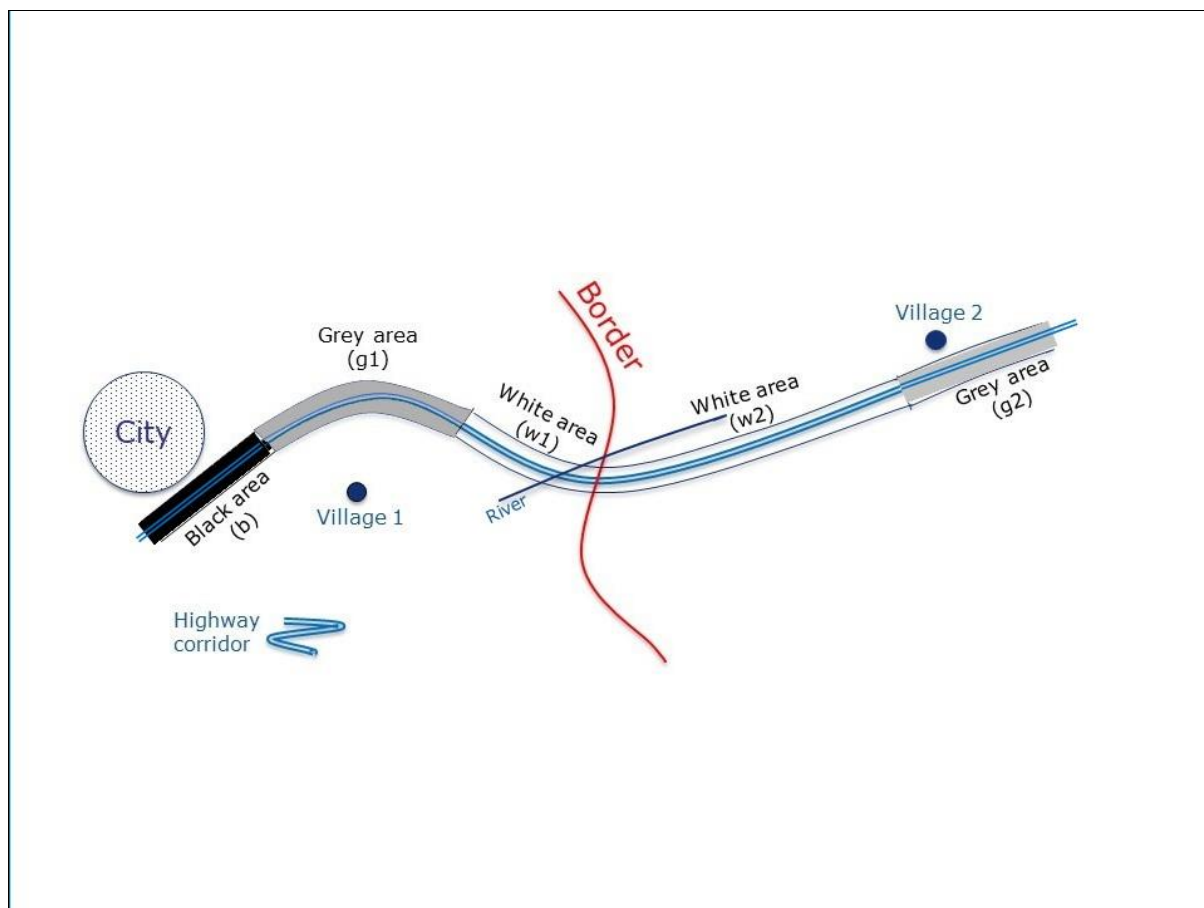 Border
Village 2
Grey area
(g1)
White area
(w1)
White area
(w2)
Grey area
(g2)
City
Black area
(b)
Village 1
River
Highway
corridor